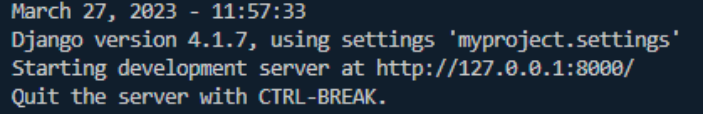 March 27, 2023 - 11:57:33
Django version 4.1.7, using settings 'myproject.settings'
Starting development server at http://127.0.0.1:8000/
Quit the server with CTRL-BREAK.